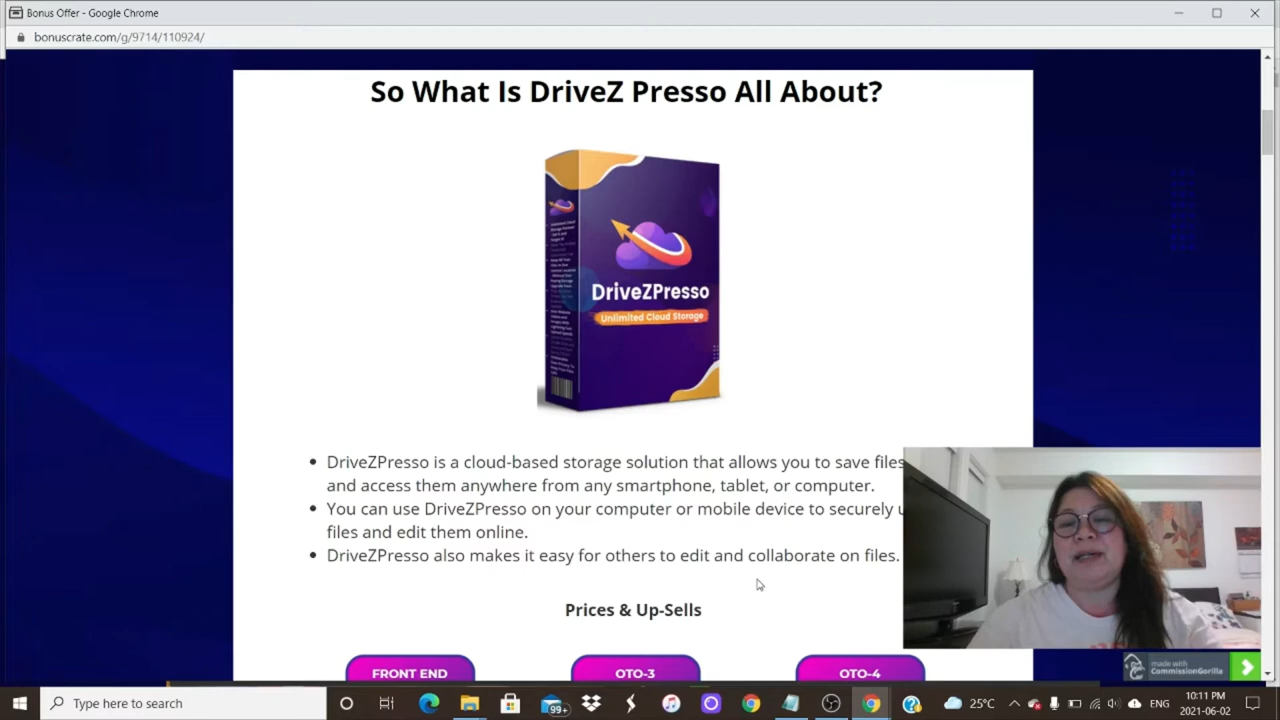 Bonus Offer - Google Chrome
bonuscrate.com/g/9714/110924/
So What Is DriveZ Presso All About?
DriveZPresso
Unlimited Cloud Storage
DriveZPresso is a cloud-based storage solution that allows you to save files
and access them anywhere from any smartphone, tablet, or computer.
You can use DriveZPresso on your computer or mobile device to securely
files and edit them online.
DriveZPresso also makes it easy for others to edit and collaborate on files.
Prices & Up-Sells
FRONT END
OTO-3
OTO-4
made with
CommissionGorilla
Type here to search
99+
25°C
ENG
10:11 PM
2021-06-02